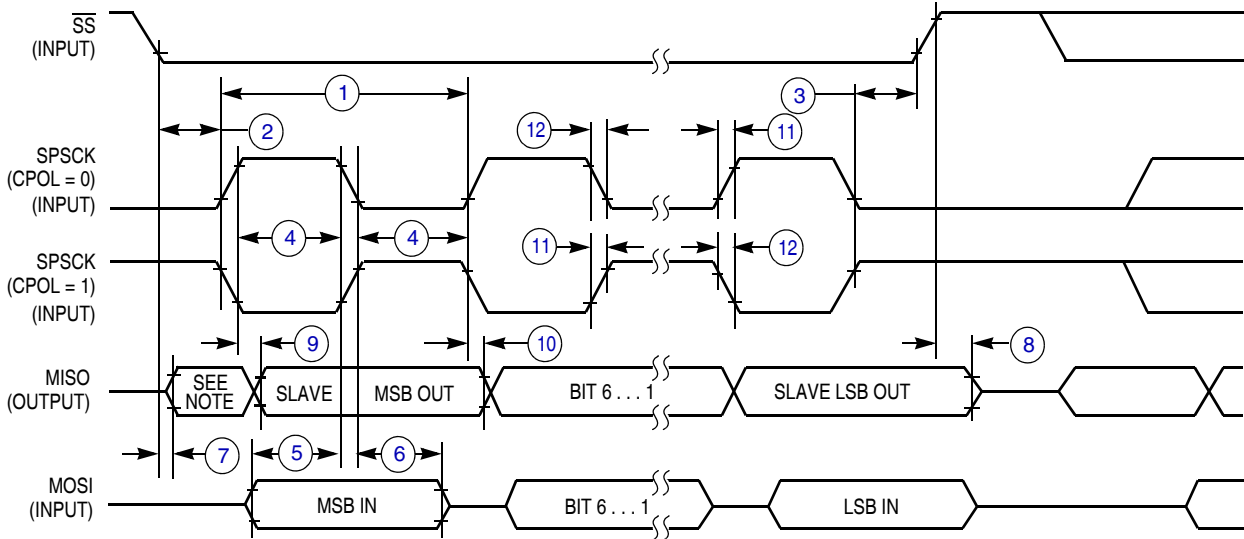 SS
(INPUT)
1
3
2
12
11
SPSCK
(CPOL = 0)
(INPUT)
4
4
11
12
SPSCK
(CPOL = 1)
(INPUT)
9
10
8
MISO
(OUTPUT)
SEE
NOTE
SLAVE
MSB OUT
BIT 6 . . . 1
SLAVE LSB OUT
7
5
6
MOSI
(INPUT)
MSB IN
BIT 6 . . . 1
LSB IN